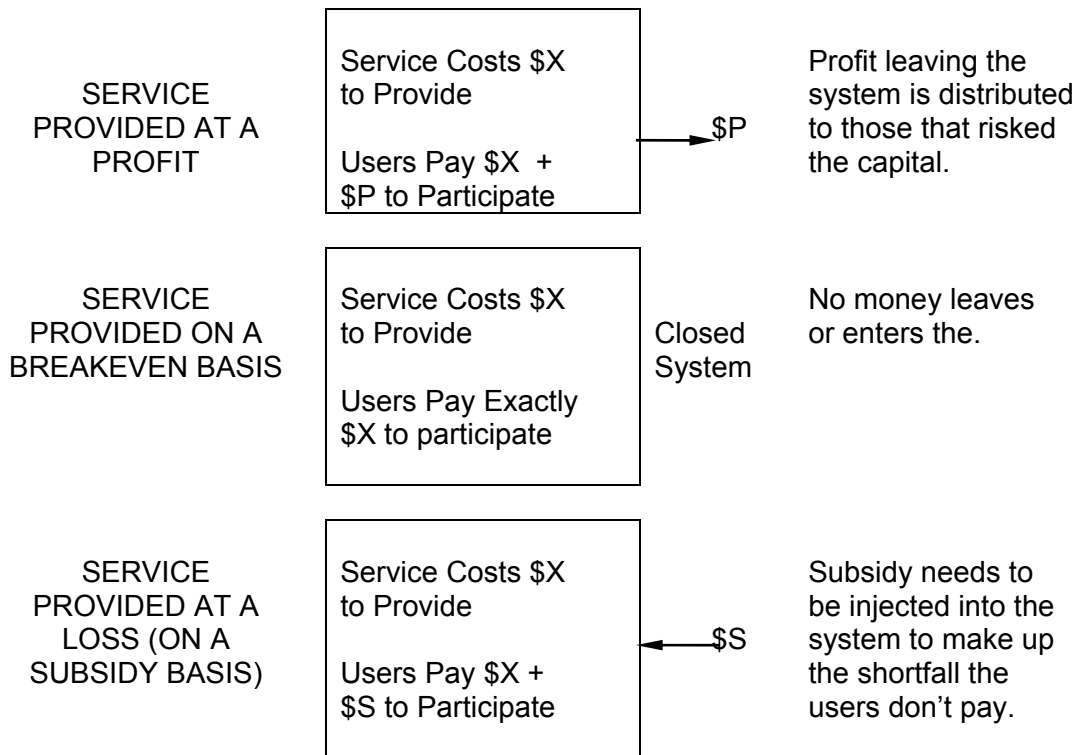 SERVICE
PROVIDED AT A
PROFIT
Service Costs $X
to Provide
Users Pay $X +
$P to Participate
$P
Profit leaving the
system is distributed
to those that risked
the capital.
SERVICE
PROVIDED ON A
BREAKEVEN BASIS
Service Costs $X
to Provide
Users Pay Exactly
$X to participate
Closed
System
No money leaves
or enters the.
SERVICE
PROVIDED AT A
LOSS (ON A
SUBSIDY BASIS)
Service Costs $X
to Provide
Users Pay $X +
$S to Participate
$S
Subsidy needs to
be injected into the
system to make up
the shortfall the
users don’t pay.